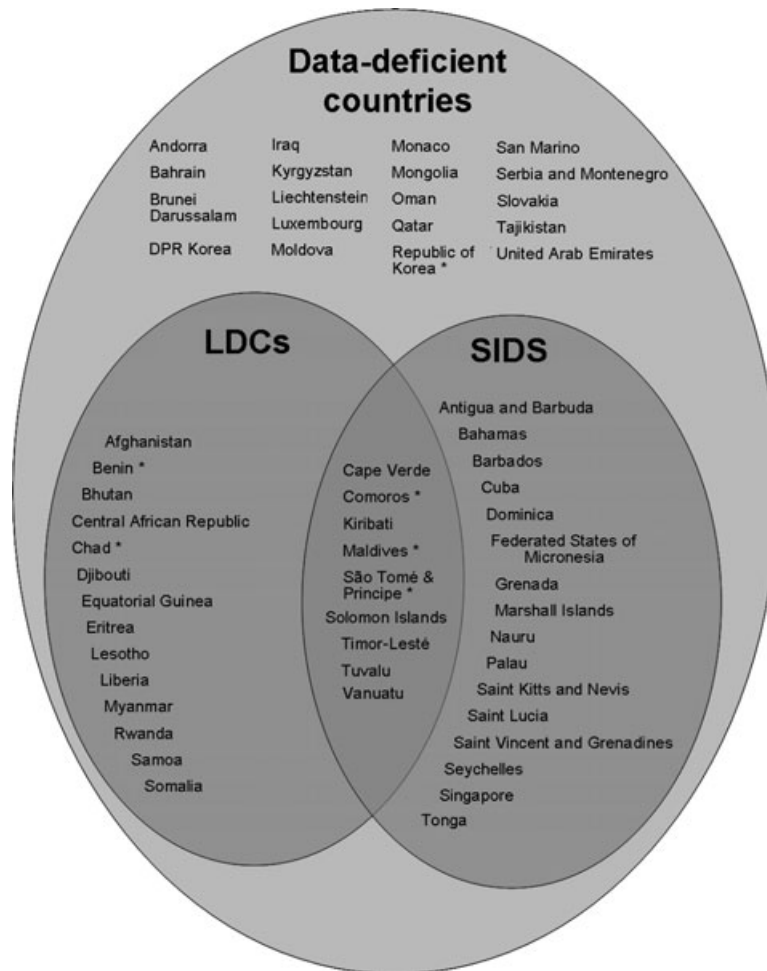 Data-deficient
countries
Andorra
Bahrain
Brunei
Darussalam
DPR Korea
Iraq
Kyrgyzstan
Liechtenstein
Luxembourg
Moldova
Monaco
Mongolia
Oman
Qatar
Republic of
Korea *
San Marino
Serbia and Montenegro
Slovakia
Tajikistan
United Arab Emirates
LDCs
Afghanistan
Benin *
Bhutan
Central African Republic
Chad *
Djibouti
Equatorial Guinea
Eritrea
Lesotho
Liberia
Myanmar
Rwanda
Samoa
Somalia
Cape Verde
Comoros *
Kiribati
Maldives *
São Tomé &
Principe *
Solomon Islands
Timor-Lesté
Tuvalu
Vanuatu
SIDS
Antigua and Barbuda
Bahamas
Barbados
Cuba
Dominica
Federated States of
Micronesia
Grenada
Marshall Islands
Nauru
Palau
Saint Kitts and Nevis
Saint Lucia
Saint Vincent and Grenadines
Seychelles
Singapore
Tonga